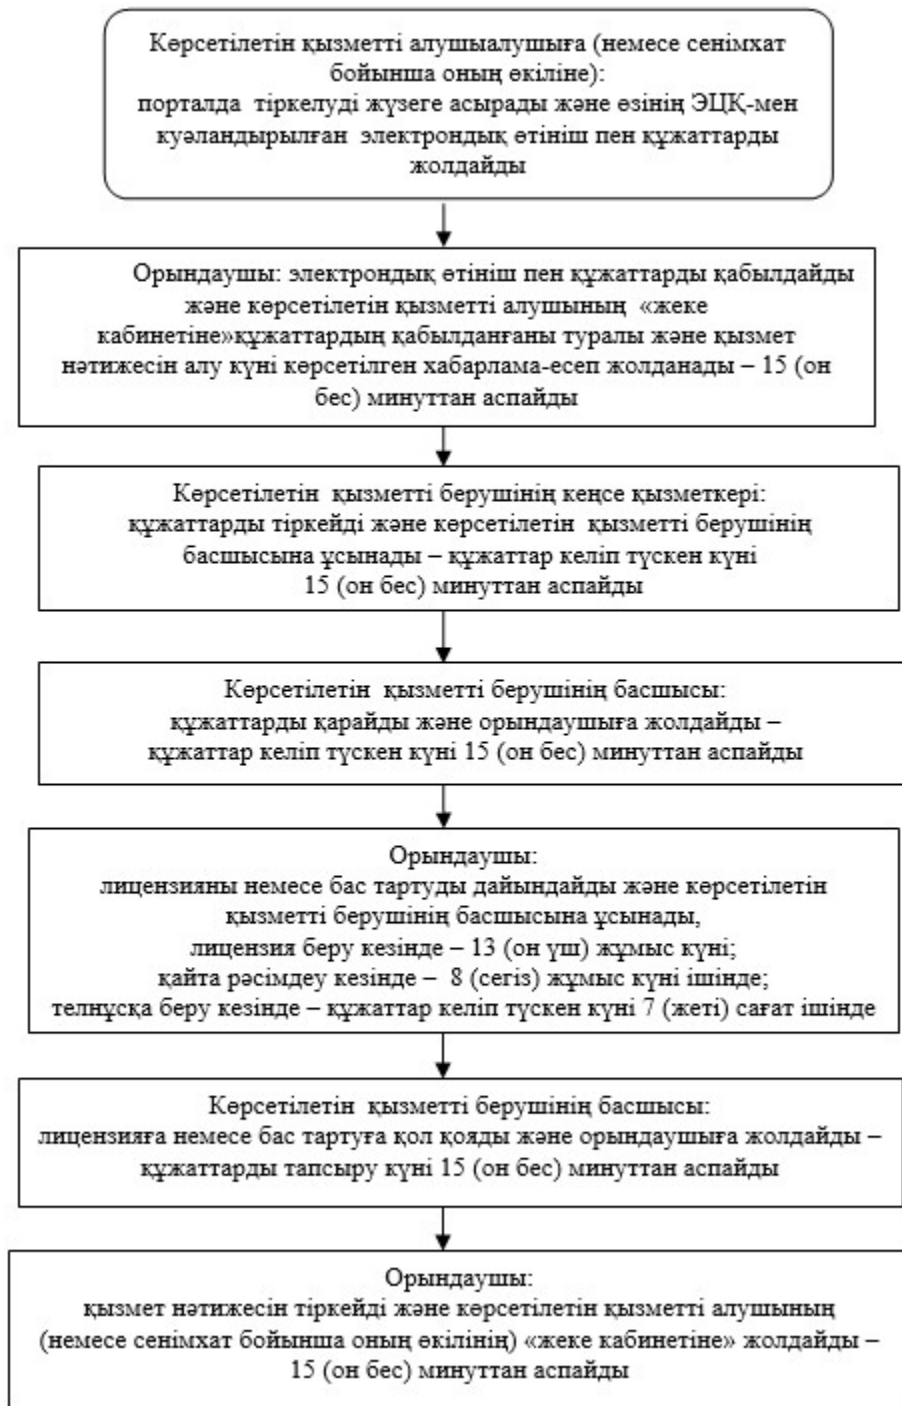 Көрсетілетін қызметті алушыалушыға (немесе сенімхат
бойынша оның өкіліне):
порталда тіркелуді жүзеге асырады және өзінің ЭЦҚ-мен
куәландырылған электрондық өтініш пен құжаттарды
жолдайды
Орындаушы: электрондық өтініш пен құжаттарды қабылдайды
және көрсетілетін қызметті алушының «жеке
кабинетіне»құжаттардың қабылданғаны туралы және қызмет
нәтижесін алу күні көрсетілген хабарлама-есеп жолданады – 15 (он
бес) минуттан аспайды
Көрсетілетін қызметті берушінің кеңсе қызметкері:
құжаттарды тіркейді және көрсетілетін қызметті берушінің
басшысына ұсынады – құжаттар келіп түскен күні
15 (он бес) минуттан аспайды
Көрсетілетін қызметті берушінің басшысы:
құжаттарды қарайды және орындаушыға жолдайды –
құжаттар келіп түскен күні 15 (он бес) минуттан аспайды
Орындаушы:
лицензияны немесе бас тартуды дайындайды және көрсетілетін
қызметті берушінің басшысына ұсынады,
лицензия беру кезінде – 13 (он үш) жұмыс күні;
қайта рәсімдеу кезінде – 8 (сегіз) жұмыс күні ішінде;
телнұсқа беру кезінде – құжаттар келіп түскен күні 7 (жеті) сағат ішінде
Көрсетілетін қызметті берушінің басшысы:
лицензияға немесе бас тартуға қол қояды және орындаушыға жолдайды –
құжаттарды тапсыру күні 15 (он бес) минуттан аспайды
Орындаушы:
қызмет нәтижесін тіркейді және көрсетілетін қызметті алушының
(немесе сенімхат бойынша оның өкілінің) «жеке кабинетіне» жолдайды –
15 (он бес) минуттан аспайды